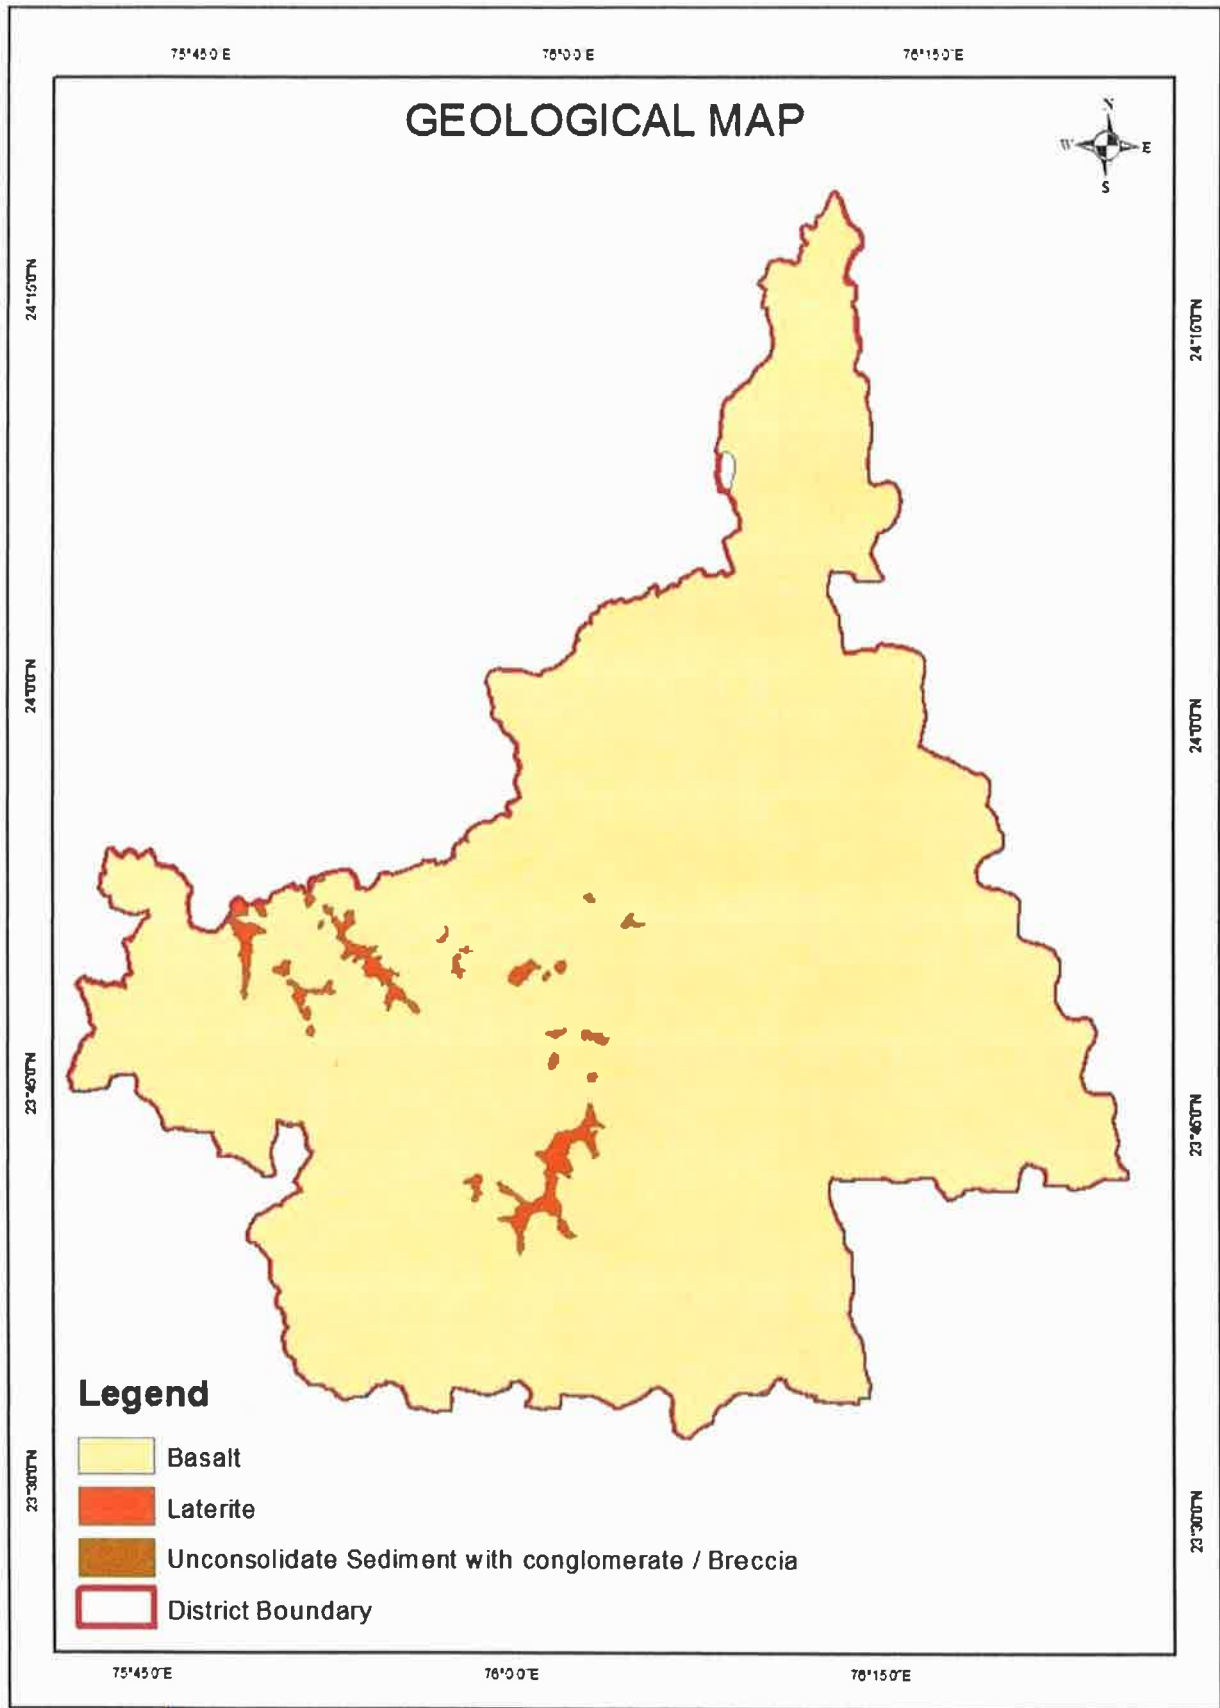 75°45'0"E 76°0'0"E 76°15'0"E
GEOLOGICAL MAP
N
W E
S
24°15'0"N
24°15'0"N
24°0'0"N
24°0'0"N
23°45'0"N
23°45'0"N
Legend
Basalt
23°30'0"N
Laterite
23°30'0"N
Unconsolidate Sediment with conglomerate / Breccia
District Boundary
75°45'0"E 76°0'0"E 76°15'0"E